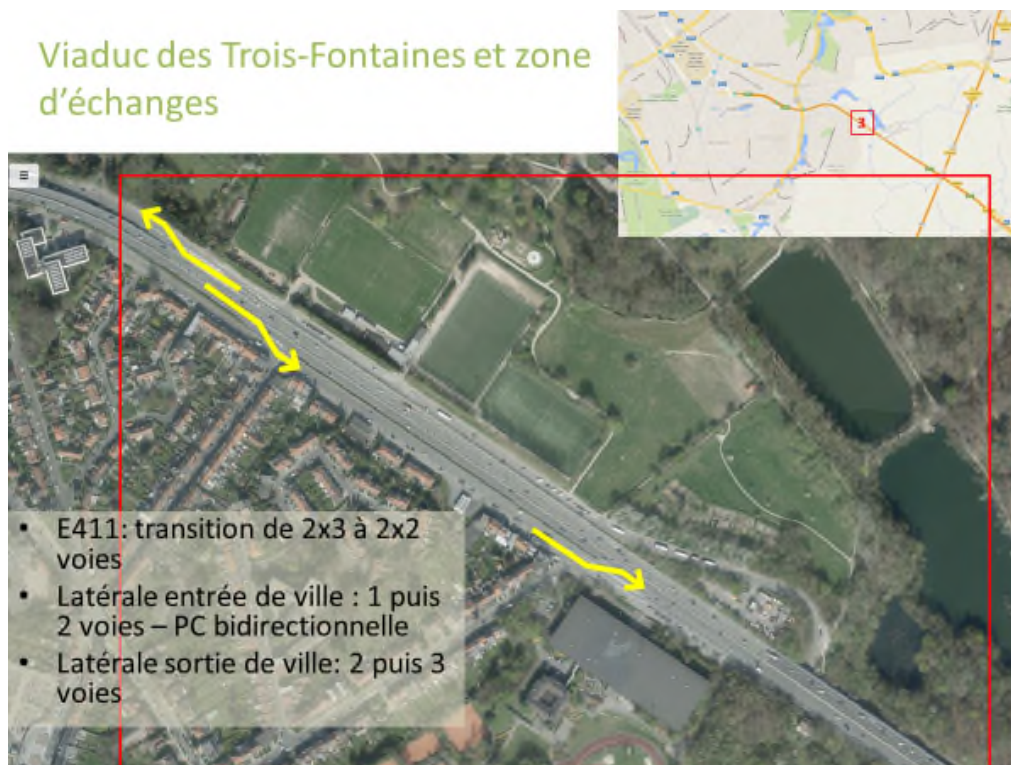 Viaduc des Trois-Fontaines et zone
d'échanges
3
• E411: transition de 2x3 à 2x2
voies
• Latérale entrée de ville : 1 puis
2 voies – PC bidirectionnelle
• Latérale sortie de ville: 2 puis 3
voies